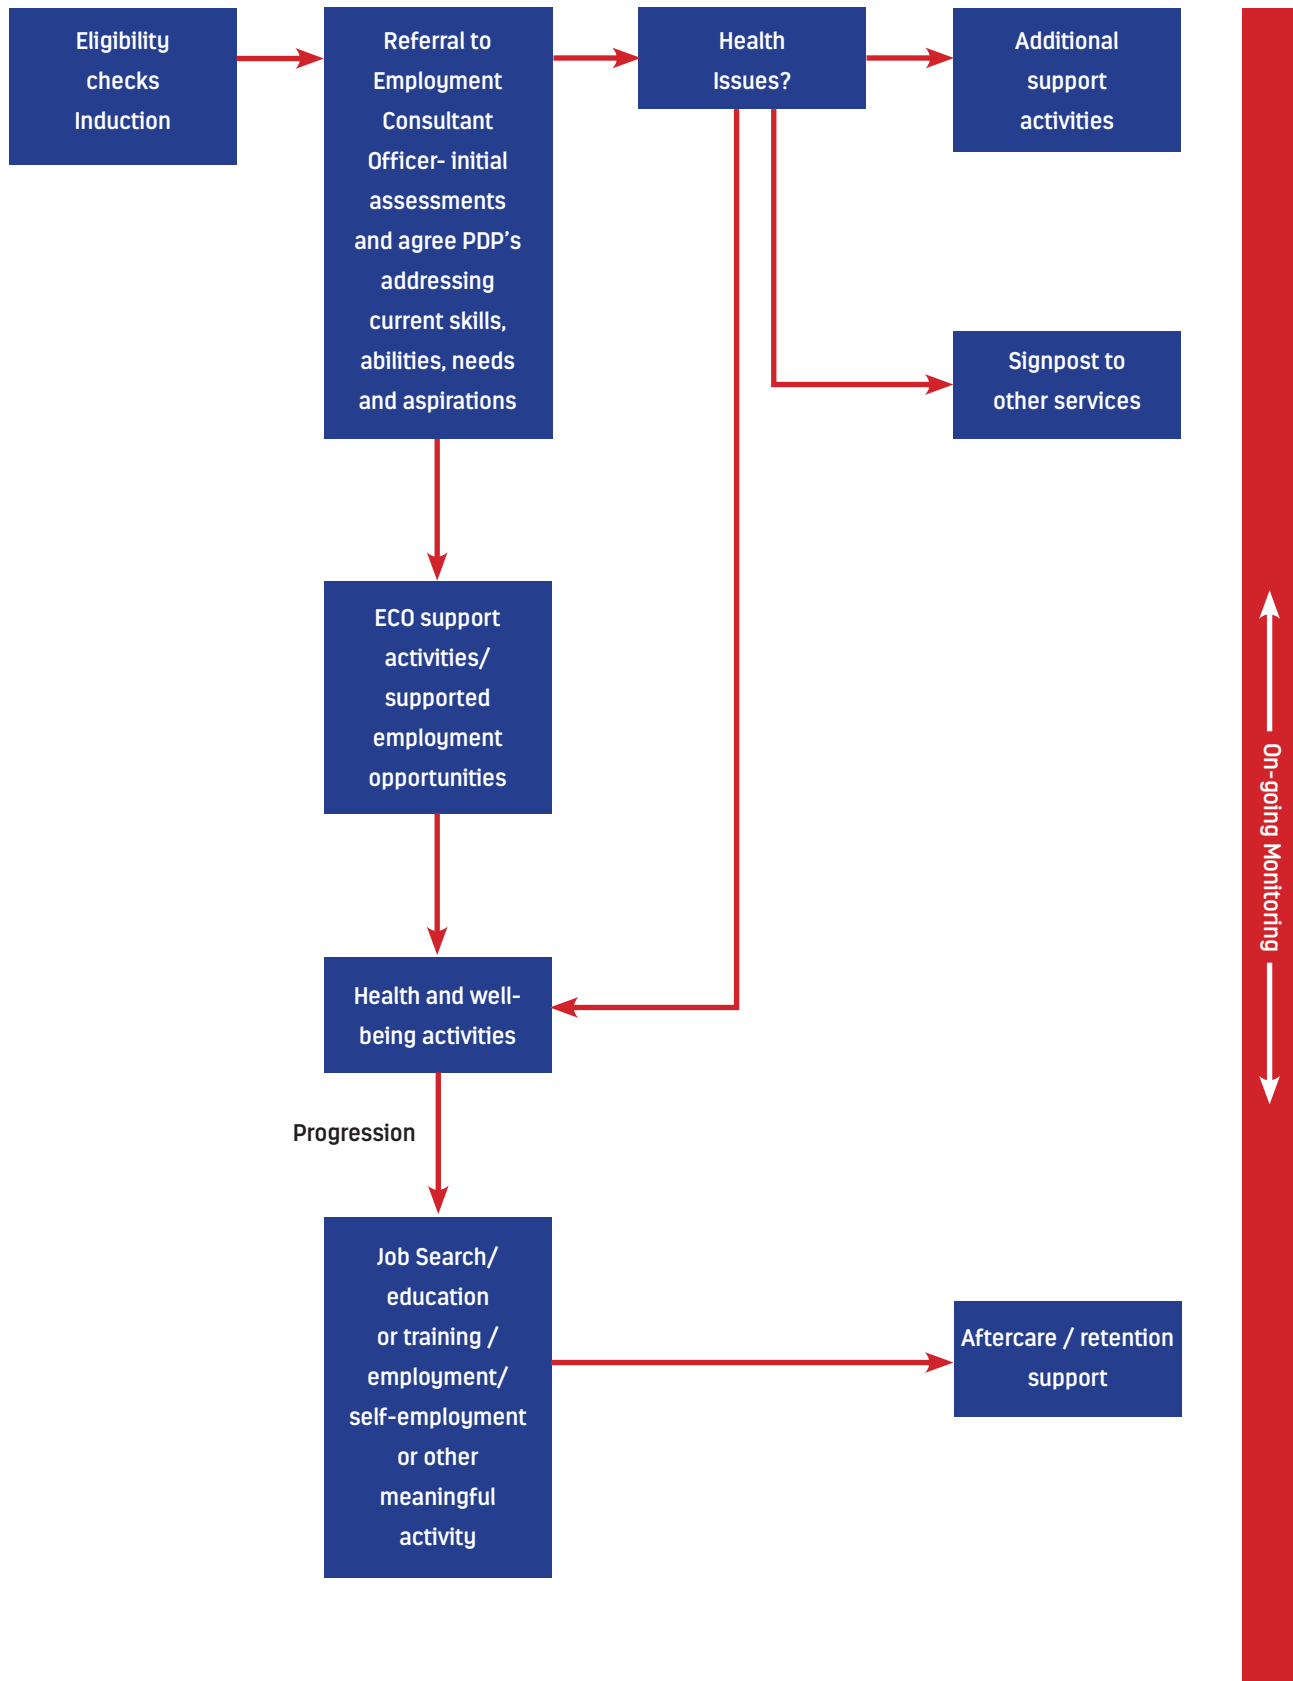 Eligibility
checks
Induction
Referral to
Employment
Consultant
Officer- initial
assessments
and agree PDP’s
addressing
current skills,
abilities, needs
and aspirations
Health
Issues?
Additional
support
activities
Signpost to
other services
ECO support
activities/
supported
employment
opportunities
Health and well-
being activities
Progression
Job Search/
education
or training /
employment/
self-employment
or other
meaningful
activity
Aftercare / retention
support
On-going Monitoring